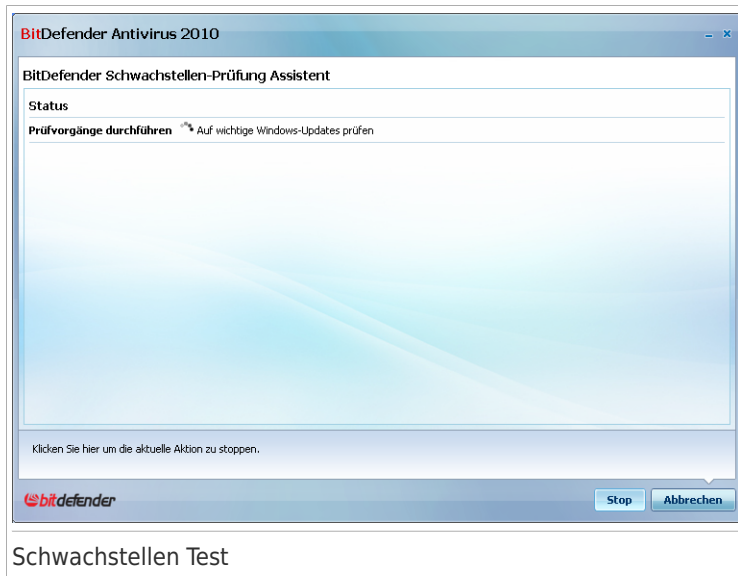 BitDefender Antivirus 2010
BitDefender Schwachstellen-Prüfung Assistent
Status
Prüfvorgänge durchführen Auf wichtige Windows-Updates prüfen
Klicken Sie hier um die aktuelle Aktion zu stoppen.
bitdefender
Stop Abbrechen
Schwachstellen Test